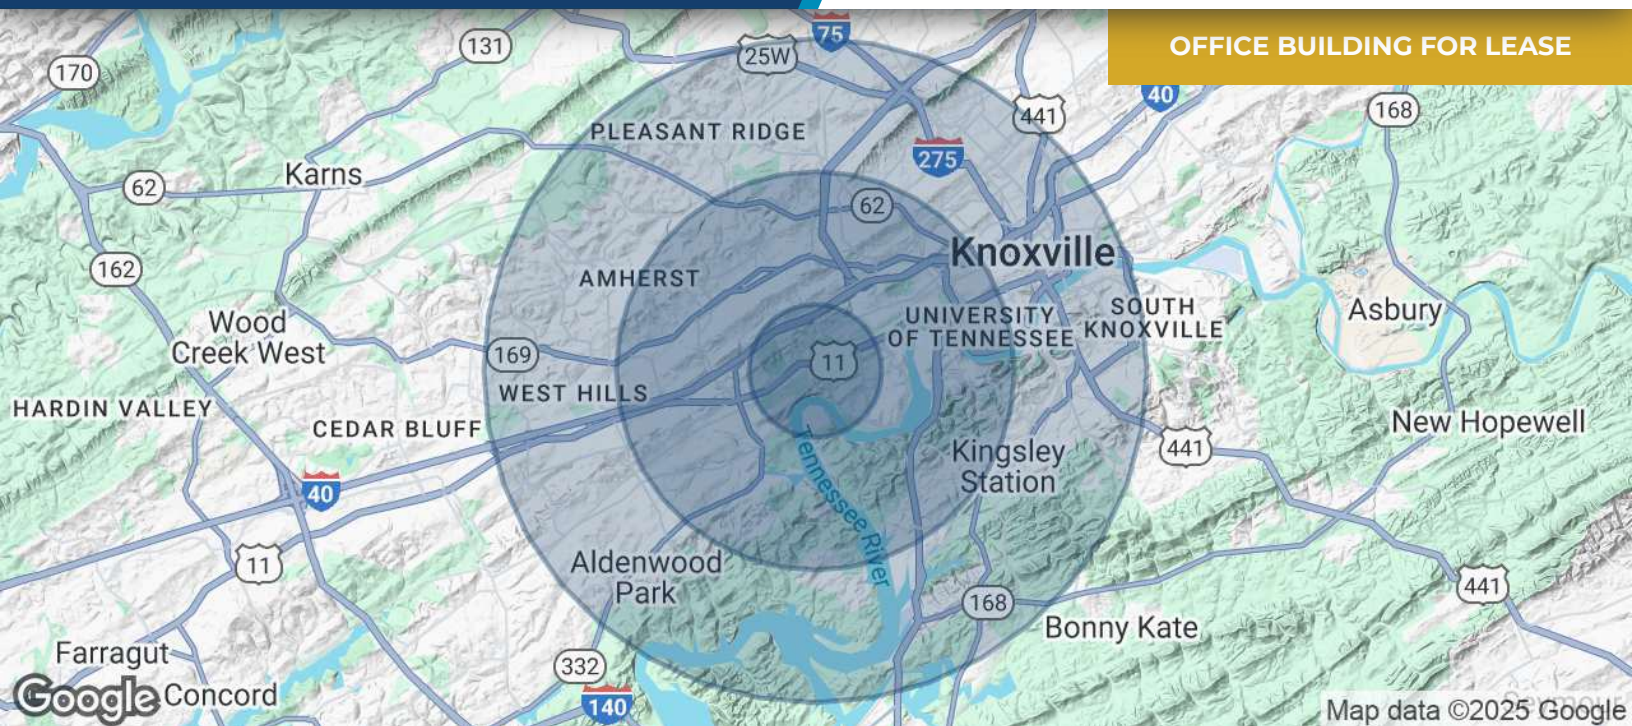 OFFICE BUILDING FOR LEASE
75
131
25W
170
40
441
168
PLEASANT RIDGE
275
Karns
62
62
Knoxville
162
AMHERST
Wood
Creek West
UNIVERSITY
OF TENNESSEE
SOUTH
KNOXVILLE
Asbury
169
11
WEST HILLS
HARDIN VALLEY
CEDAR BLUFF
New Hopewell
441
Kingsley
Station
40
Tennessee River
11
Aldenwood
Park
168
441
Bonny Kate
Farragut
332
Concord
140
Google
Seymour
Map data ©2025 Google